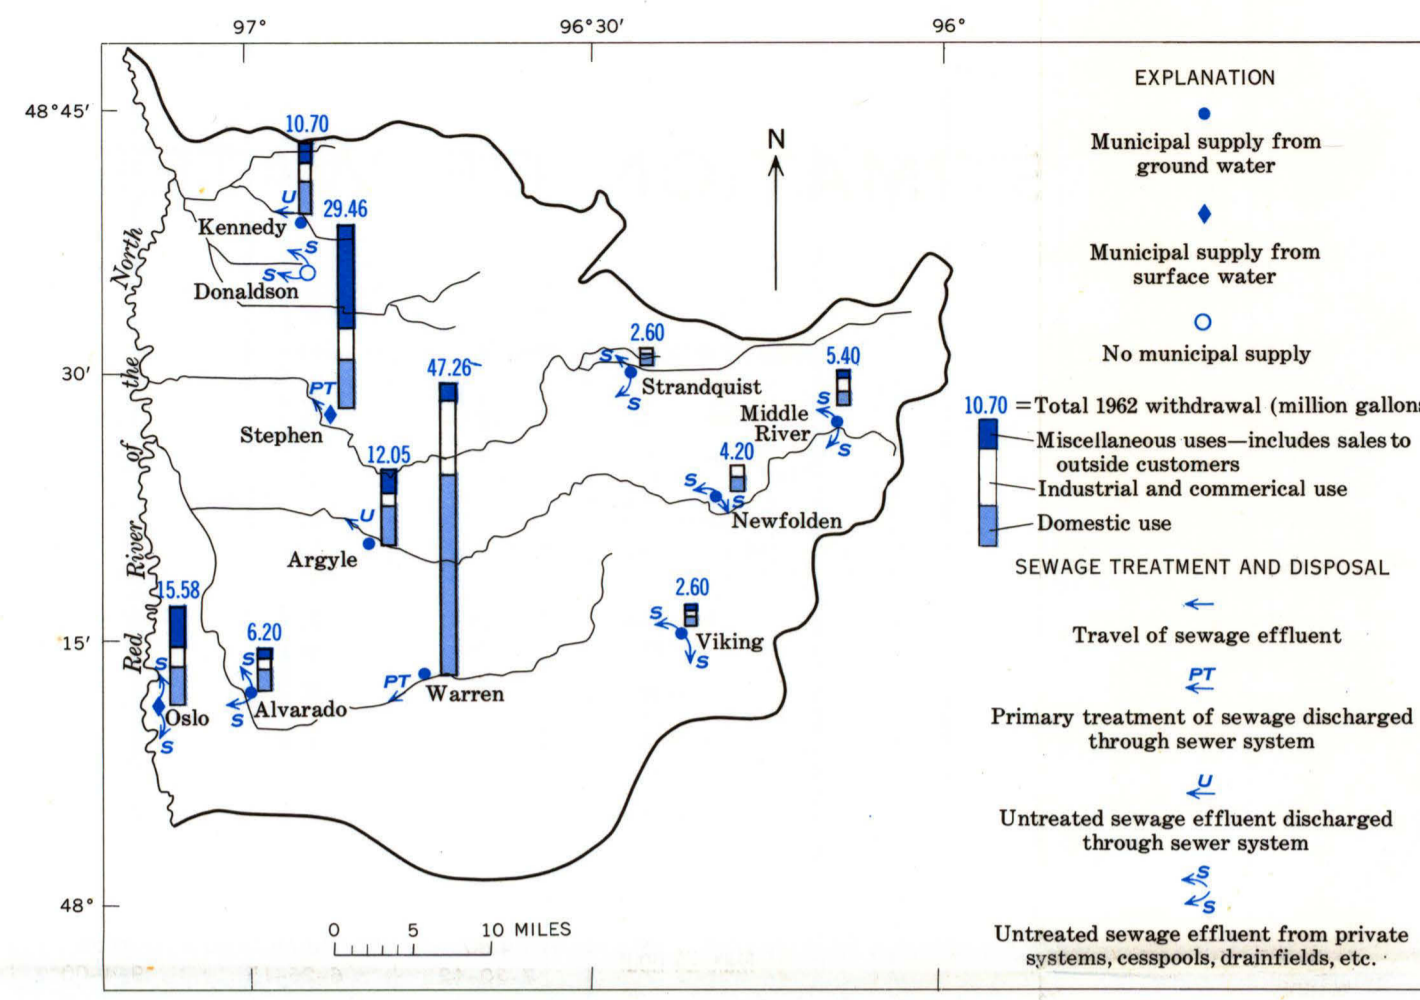 97°
96°30′
96°
48°45′
30′
15′
48°
N
North
the
of
River
Red
10.70
U
Kennedy
29.46
S
S
Donaldson
PT
Stephen
47.26
12.05
U
Argyle
2.60
S
Strandquist
S
5.40
S
Middle
River
S
4.20
S
S
Newfolden
15.58
S
Oslo
S
6.20
S
Alvarado
S
PT
Warren
2.60
S
Viking
S
0 5 10 MILES
EXPLANATION
Municipal supply from
ground water
Municipal supply from
surface water
No municipal supply
10.70 =Total 1962 withdrawal (million gallons
Miscellaneous uses—includes sales to
outside customers
Industrial and commerical use
Domestic use
SEWAGE TREATMENT AND DISPOSAL
Travel of sewage effluent
PT
Primary treatment of sewage discharged
through sewer system
U
Untreated sewage effluent discharged
through sewer system
S
S
Untreated sewage effluent from private
systems, cesspools, drainfields, etc.